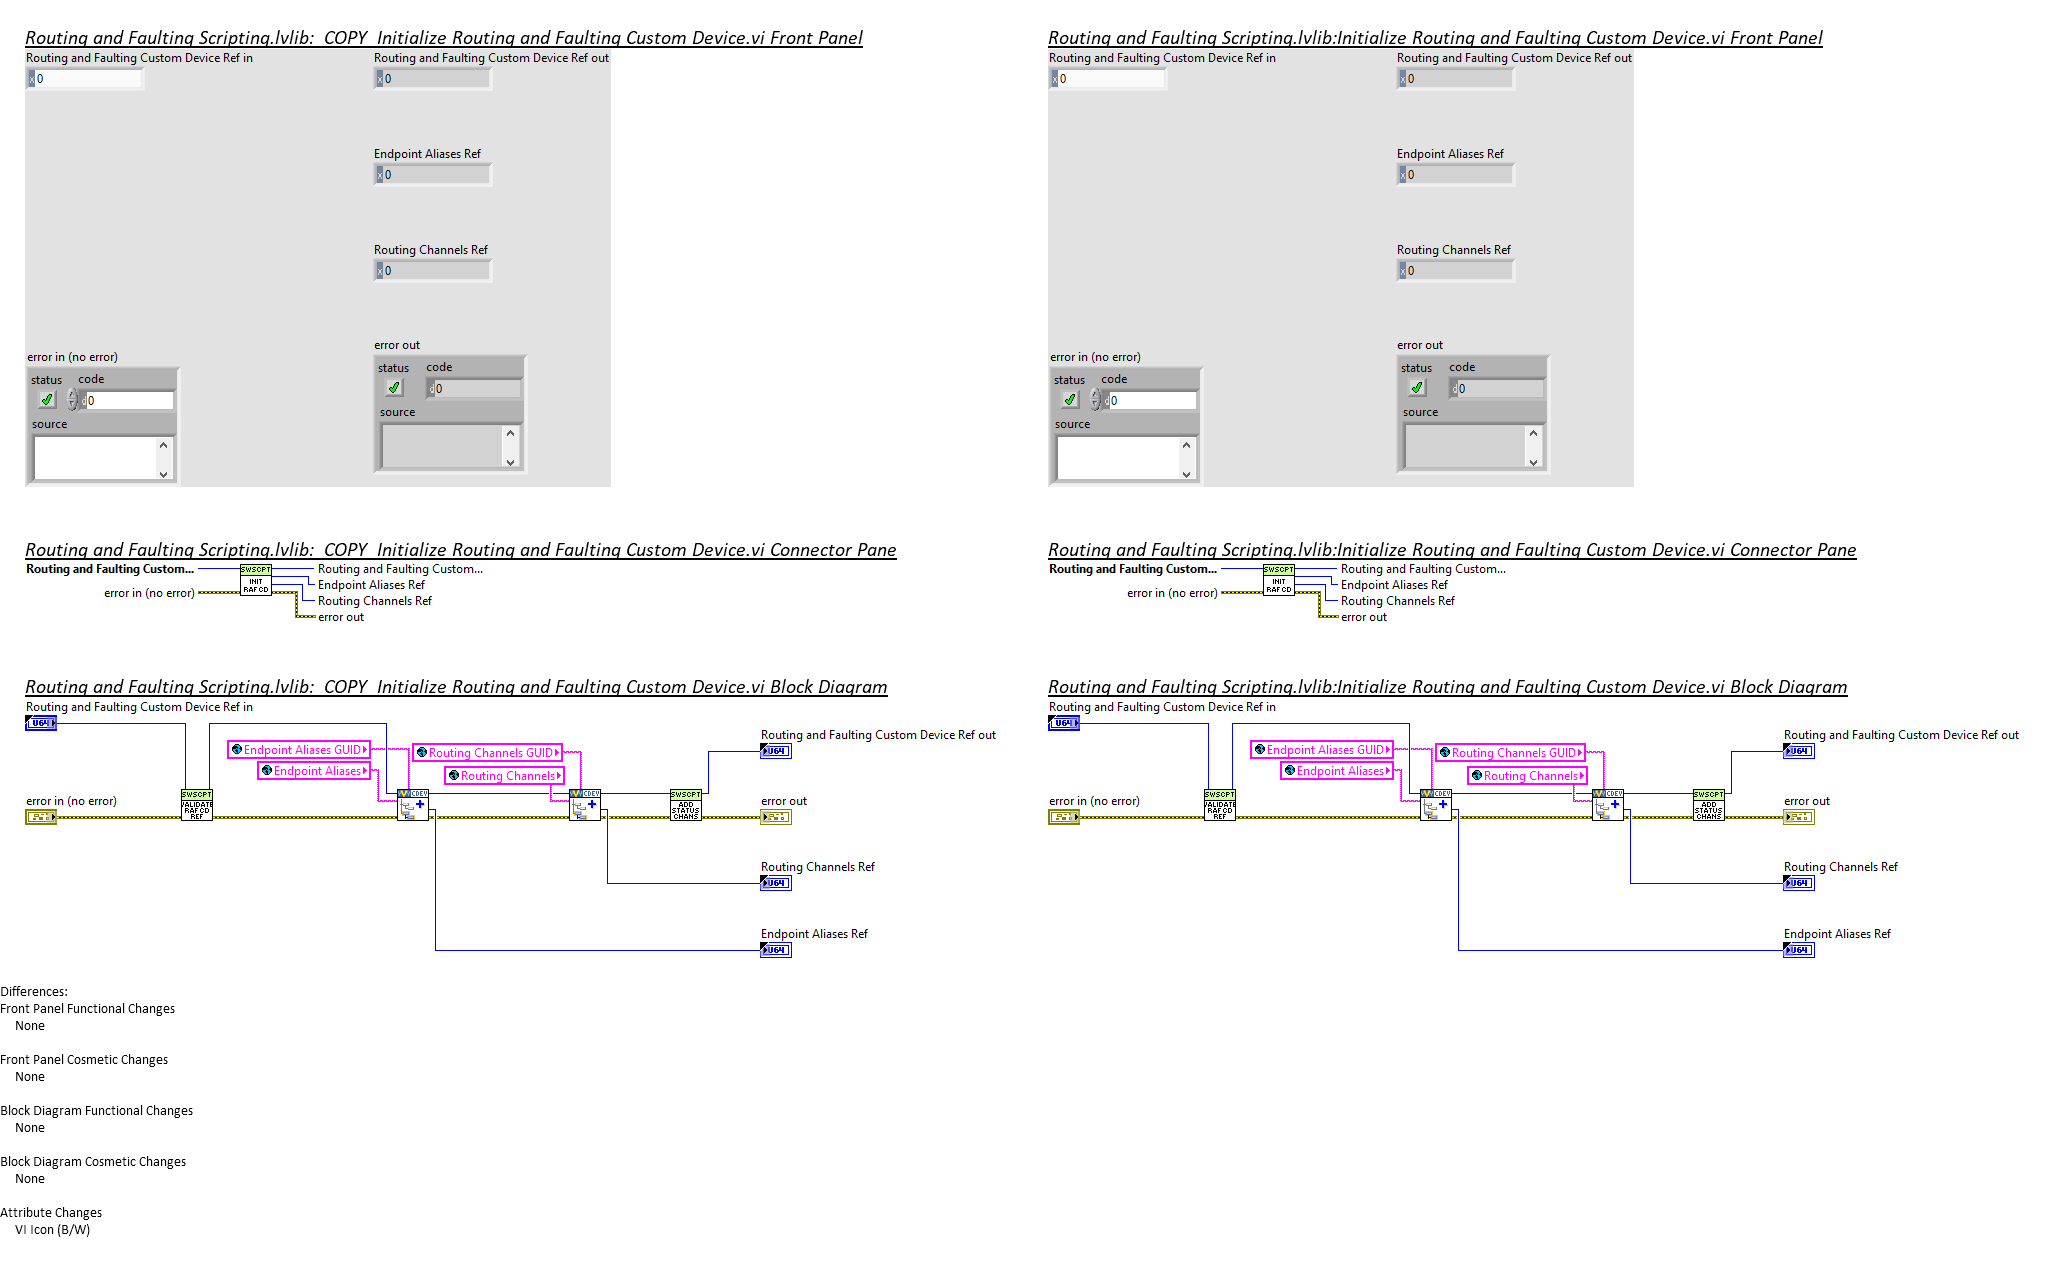 Routing and Faulting Scripting.lvlib:  COPY  Initialize Routing and Faulting Custom Device.vi Front Panel
Routing and Faulting Custom Device Ref in
Routing and Faulting Custom Device Ref out
x 0
x 0
Endpoint Aliases Ref
x 0
Routing Channels Ref
x 0
error in (no error)
status
code
d 0
source
error out
status
code
d 0
source
Routing and Faulting Scripting.lvlib:Initialize Routing and Faulting Custom Device.vi Front Panel
Routing and Faulting Custom Device Ref in
Routing and Faulting Custom Device Ref out
x 0
x 0
Endpoint Aliases Ref
x 0
Routing Channels Ref
x 0
error in (no error)
status
code
d 0
source
error out
status
code
d 0
source
Routing and Faulting Scripting.lvlib:  COPY  Initialize Routing and Faulting Custom Device.vi Connector Pane
Routing and Faulting Custom...
error in (no error)
SWSCPT
INIT
RAF CD
Routing and Faulting Custom...
Endpoint Aliases Ref
Routing Channels Ref
error out
Routing and Faulting Scripting.lvlib:Initialize Routing and Faulting Custom Device.vi Connector Pane
Routing and Faulting Custom...
error in (no error)
SWSCPT
INIT
RAF CD
Routing and Faulting Custom...
Endpoint Aliases Ref
Routing Channels Ref
error out
Routing and Faulting Scripting.lvlib:  COPY  Initialize Routing and Faulting Custom Device.vi Block Diagram
Routing and Faulting Custom Device Ref in
U64
Endpoint Aliases GUID
Endpoint Aliases
Routing Channels GUID
Routing Channels
error in (no error)
SWSCPT
VALIDATE
RAF CD
REF
CDEV
CDEV
SWSCPT
ADD
STATUS
CHANS
Routing and Faulting Custom Device Ref out
U64
error out
Routing Channels Ref
U64
Endpoint Aliases Ref
U64
Routing and Faulting Scripting.lvlib:Initialize Routing and Faulting Custom Device.vi Block Diagram
Routing and Faulting Custom Device Ref in
U64
Endpoint Aliases GUID
Endpoint Aliases
Routing Channels GUID
Routing Channels
error in (no error)
SWSCPT
VALIDATE
RAF CD
REF
CDEV
CDEV
SWSCPT
ADD
STATUS
CHANS
Routing and Faulting Custom Device Ref out
U64
error out
Routing Channels Ref
U64
Endpoint Aliases Ref
U64
Differences:
Front Panel Functional Changes
None
Front Panel Cosmetic Changes
None
Block Diagram Functional Changes
None
Block Diagram Cosmetic Changes
None
Attribute Changes
VI Icon (B/W)